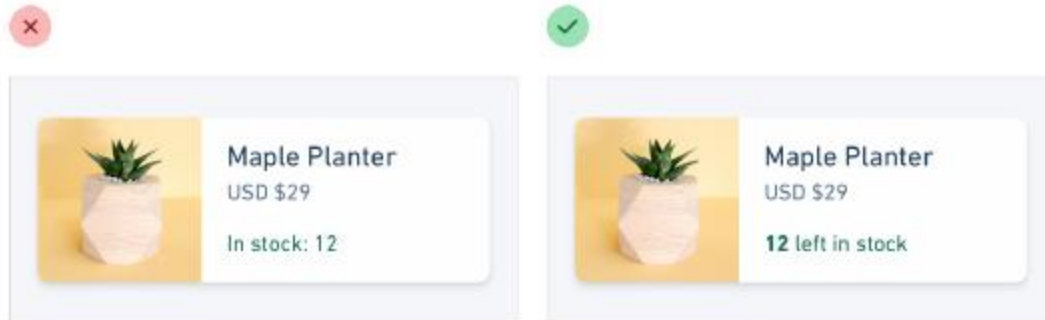 Maple Planter
USD $29
In stock: 12
Maple Planter
USD $29
12 left in stock